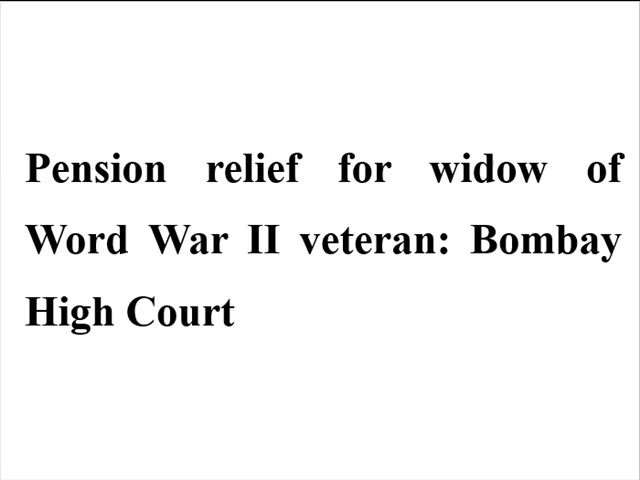 Pension relief for widow of
Word War II veteran: Bombay
High Court